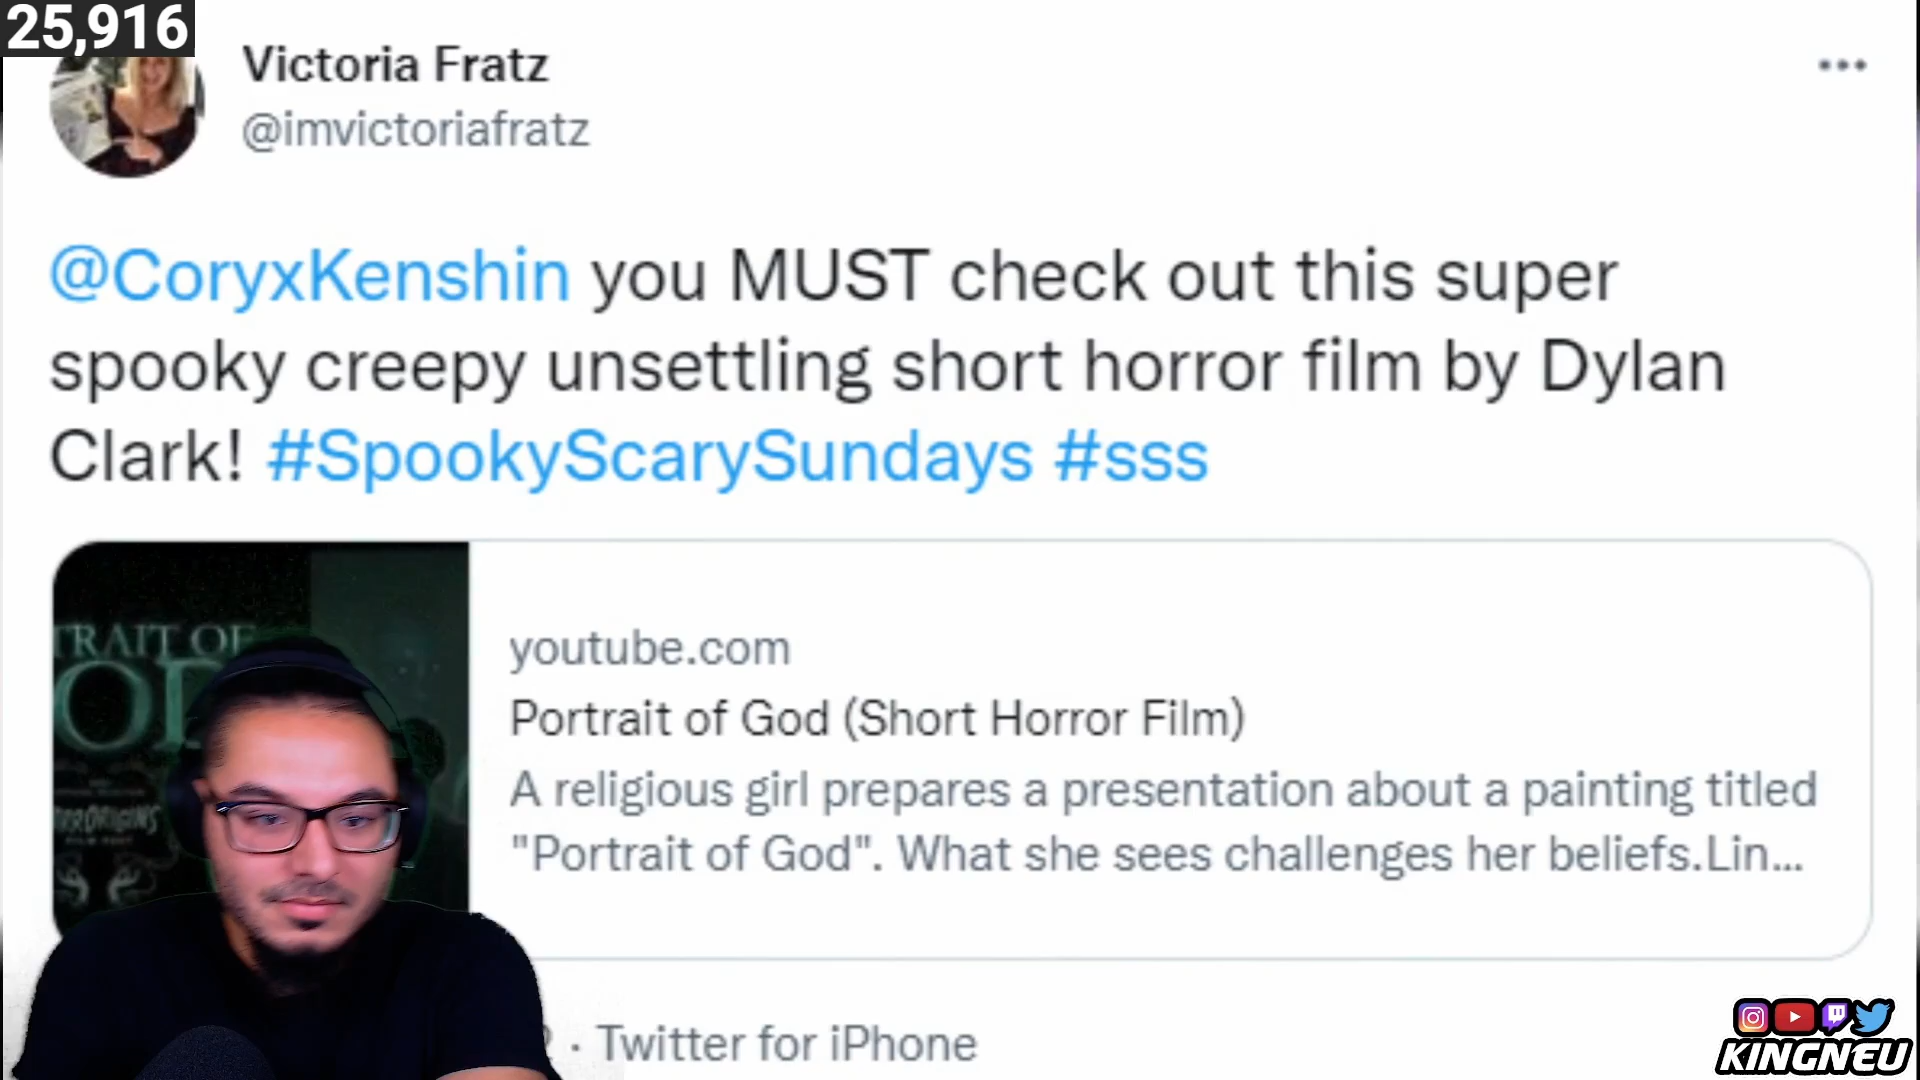 25,916
Victoria Fratz
@imvictoriafratz
@CoryxKenshin you MUST check out this super
spooky creepy unsettling short horror film by Dylan
Clark! #SpookyScarySundays #sss
TRAIT OF
youtube.com
Portrait of God (Short Horror Film)
A religious girl prepares a presentation about a painting titled
"Portrait of God". What she sees challenges her beliefs.Lin...
· Twitter for iPhone
KINGNEU